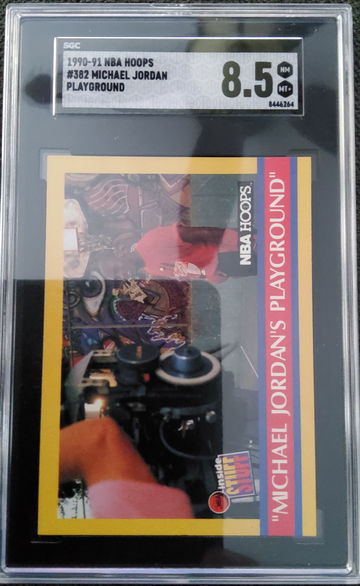 SGC
1990-91 NBA HOOPS
#382 MICHAEL JORDAN
PLAYGROUND
8.5
NM
MT+
8446264
NBA HOOPS
"MICHAEL JORDAN'S PLAYGROUND"
inside
STUFF